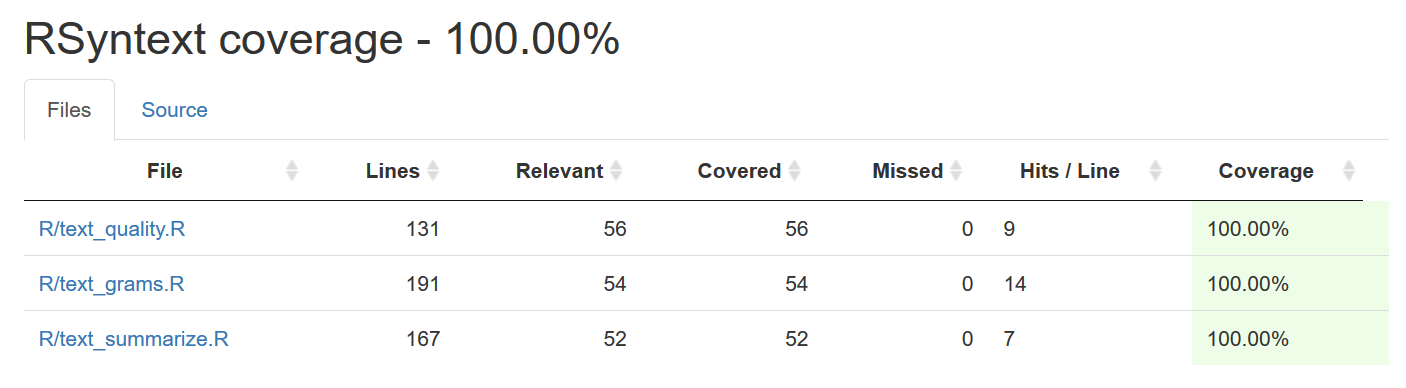 RSyntext coverage - 100.00%
Files Source
File Lines Relevant Covered Missed Hits / Line Coverage
R/text_quality.R 131 56 56 0 9 100.00%
R/text_grams.R 191 54 54 0 14 100.00%
R/text_summarize.R 167 52 52 0 7 100.00%